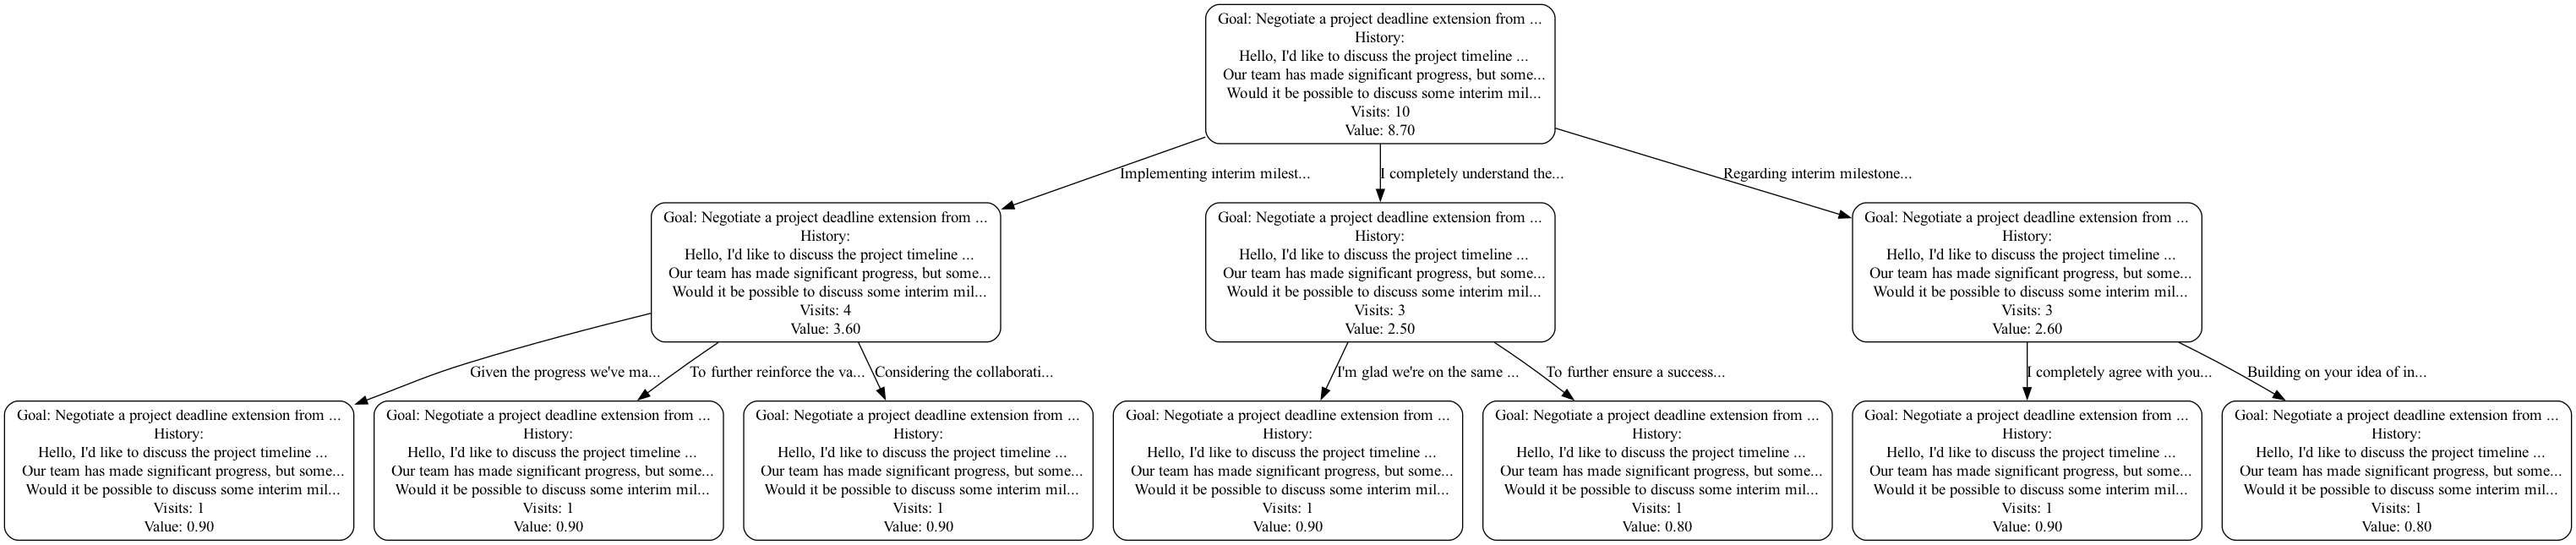 Goal: Negotiate a project deadline extension from ...
History:
Hello, I'd like to discuss the project timeline ...
Our team has made significant progress, but some...
Would it be possible to discuss some interim mil...
Visits: 10
Value: 8.70
Implementing interim milest...
I completely understand the...
Regarding interim milestone...
Goal: Negotiate a project deadline extension from ...
History:
Hello, I'd like to discuss the project timeline ...
Our team has made significant progress, but some...
Would it be possible to discuss some interim mil...
Visits: 4
Value: 3.60
Goal: Negotiate a project deadline extension from ...
History:
Hello, I'd like to discuss the project timeline ...
Our team has made significant progress, but some...
Would it be possible to discuss some interim mil...
Visits: 3
Value: 2.50
Goal: Negotiate a project deadline extension from ...
History:
Hello, I'd like to discuss the project timeline ...
Our team has made significant progress, but some...
Would it be possible to discuss some interim mil...
Visits: 3
Value: 2.60
Given the progress we've ma...
To further reinforce the va...
Considering the collaborati...
I'm glad we're on the same ...
To further ensure a success...
I completely agree with you...
Building on your idea of in...
Goal: Negotiate a project deadline extension from ...
History:
Hello, I'd like to discuss the project timeline ...
Our team has made significant progress, but some...
Would it be possible to discuss some interim mil...
Visits: 1
Value: 0.90
Goal: Negotiate a project deadline extension from ...
History:
Hello, I'd like to discuss the project timeline ...
Our team has made significant progress, but some...
Would it be possible to discuss some interim mil...
Visits: 1
Value: 0.90
Goal: Negotiate a project deadline extension from ...
History:
Hello, I'd like to discuss the project timeline ...
Our team has made significant progress, but some...
Would it be possible to discuss some interim mil...
Visits: 1
Value: 0.90
Goal: Negotiate a project deadline extension from ...
History:
Hello, I'd like to discuss the project timeline ...
Our team has made significant progress, but some...
Would it be possible to discuss some interim mil...
Visits: 1
Value: 0.90
Goal: Negotiate a project deadline extension from ...
History:
Hello, I'd like to discuss the project timeline ...
Our team has made significant progress, but some...
Would it be possible to discuss some interim mil...
Visits: 1
Value: 0.80
Goal: Negotiate a project deadline extension from ...
History:
Hello, I'd like to discuss the project timeline ...
Our team has made significant progress, but some...
Would it be possible to discuss some interim mil...
Visits: 1
Value: 0.90
Goal: Negotiate a project deadline extension from ...
History:
Hello, I'd like to discuss the project timeline ...
Our team has made significant progress, but some...
Would it be possible to discuss some interim mil...
Visits: 1
Value: 0.80